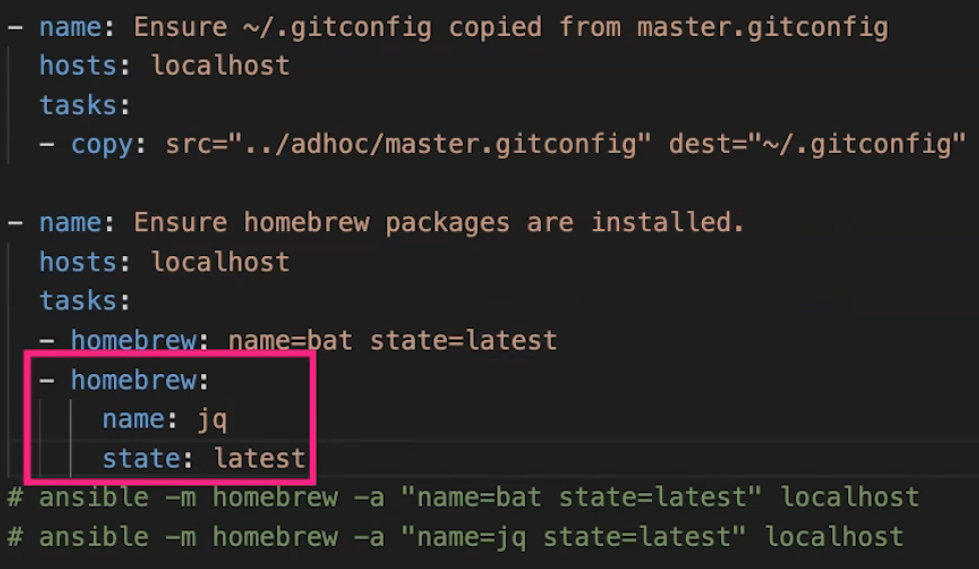 - name: Ensure ~/.gitconfig copied from master.gitconfig
  hosts: localhost
  tasks:
  - copy: src="../adhoc/master.gitconfig" dest="~/.gitconfig"

- name: Ensure homebrew packages are installed.
  hosts: localhost
  tasks:
  - homebrew: name=bat state=latest
  - homebrew:
      name: jq
      state: latest
# ansible -m homebrew -a "name=bat state=latest" localhost
# ansible -m homebrew -a "name=jq state=latest" localhost